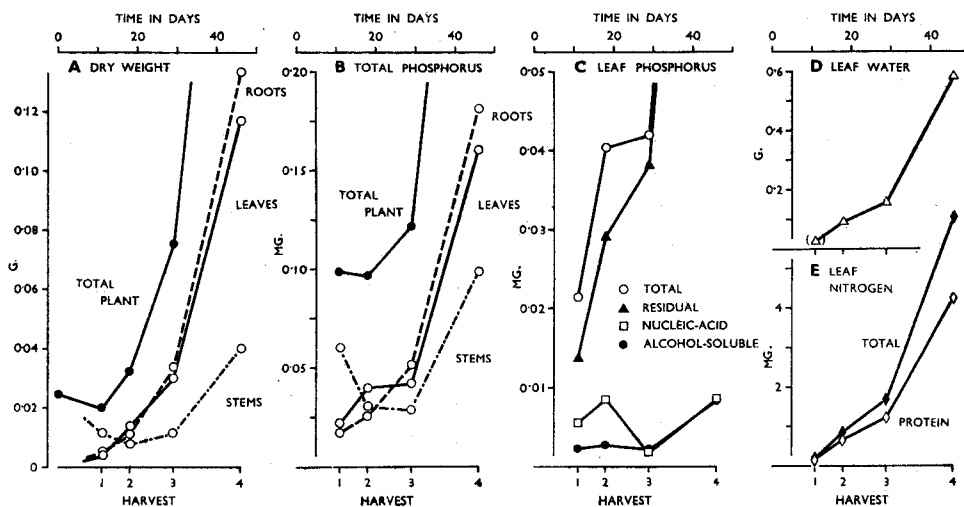 TIME IN DAYS
0 20 40
A DRY WEIGHT
0·12
0·10
0·08
0·06
0·04
0·02
0
G.
ROOTS
LEAVES
TOTAL
PLANT
STEMS
1 2 3 4
HARVEST
TIME IN DAYS
0 20 40
B TOTAL PHOSPHORUS
0·20
0·15
0·10
0·05
MG.
ROOTS
TOTAL
PLANT
LEAVES
STEMS
1 2 3 4
HARVEST
TIME IN DAYS
0 20 40
C LEAF PHOSPHORUS
0·05
0·04
0·03
0·02
0·01
MG.
TOTAL
RESIDUAL
NUCLEIC-ACID
ALCOHOL-SOLUBLE
1 2 3 4
HARVEST
TIME IN DAYS
0 20 40
D LEAF WATER
0·6
0·4
0·2
G.
( )
E LEAF
NITROGEN
4
2
MG.
TOTAL
PROTEIN
1 2 3 4
HARVEST